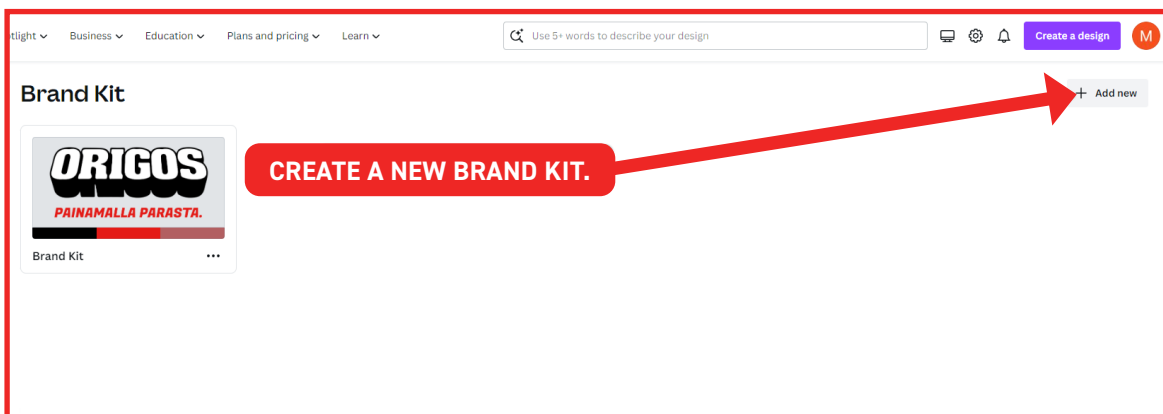 Business
Education
Plans and pricing
Learn
Use 5+ words to describe your design
Create a design
M
Brand Kit
+ Add new
ORIGOS
PAINAMALLA PARASTA.
CREATE A NEW BRAND KIT.
Brand Kit